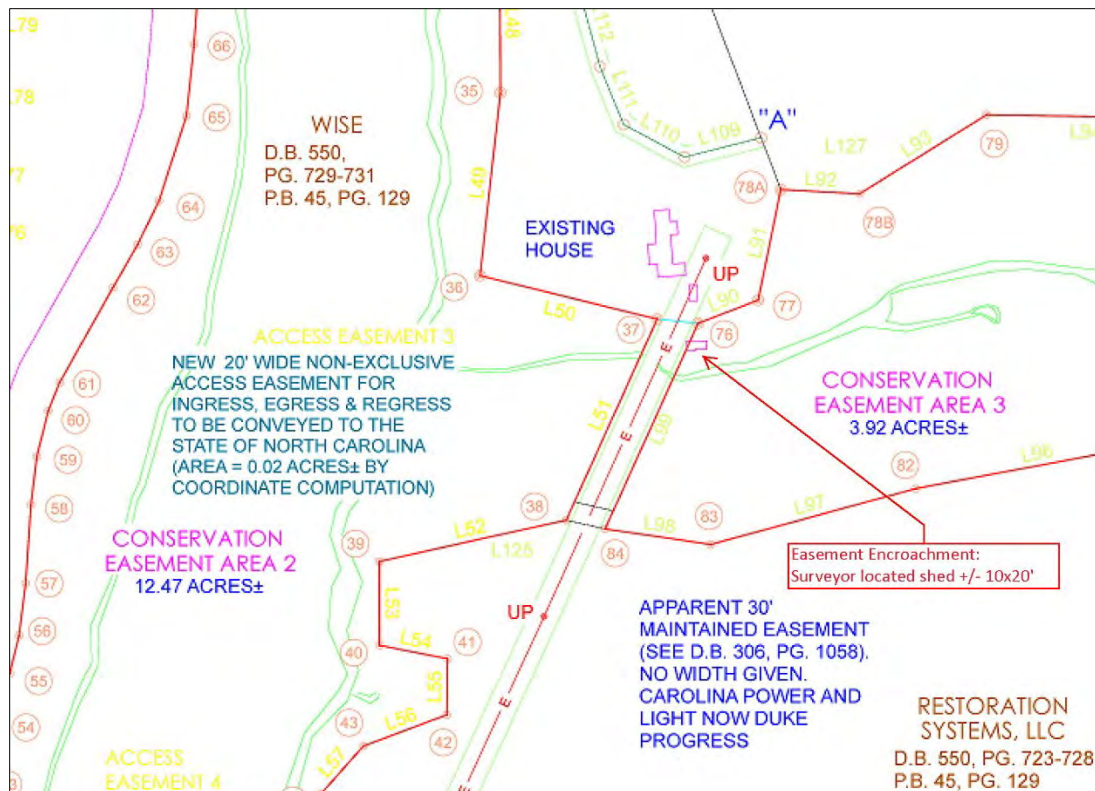 L79
66
L48
35
L112
L111
L110
L109
"A"
L127
L93
79
L78
65
WISE
D.B. 550,
PG. 729-731
P.B. 45, PG. 129
L49
78A
L92
78B
64
63
EXISTING
HOUSE
L91
UP
36
62
L50
L90
77
37
76
ACCESS EASEMENT 3
NEW 20' WIDE NON-EXCLUSIVE
ACCESS EASEMENT FOR
INGRESS, EGRESS & REGRESS
TO BE CONVEYED TO THE
STATE OF NORTH CAROLINA
(AREA = 0.02 ACRES± BY
COORDINATE COMPUTATION)
E
61
60
59
58
L51
E
L99
CONSERVATION
EASEMENT AREA 3
3.92 ACRES±
82
L96
L97
38
L52
L125
39
L98
83
84
CONSERVATION
EASEMENT AREA 2
12.47 ACRES±
Easement Encroachment:
Surveyor located shed +/- 10x20'
57
56
55
54
L53
UP
40
L54
41
L55
APPARENT 30'
MAINTAINED EASEMENT
(SEE D.B. 306, PG. 1058).
NO WIDTH GIVEN.
CAROLINA POWER AND
LIGHT NOW DUKE
PROGRESS
43
L56
42
L57
E
E
ACCESS
EASEMENT 4
RESTORATION
SYSTEMS, LLC
D.B. 550, PG. 723-728
P.B. 45, PG. 129